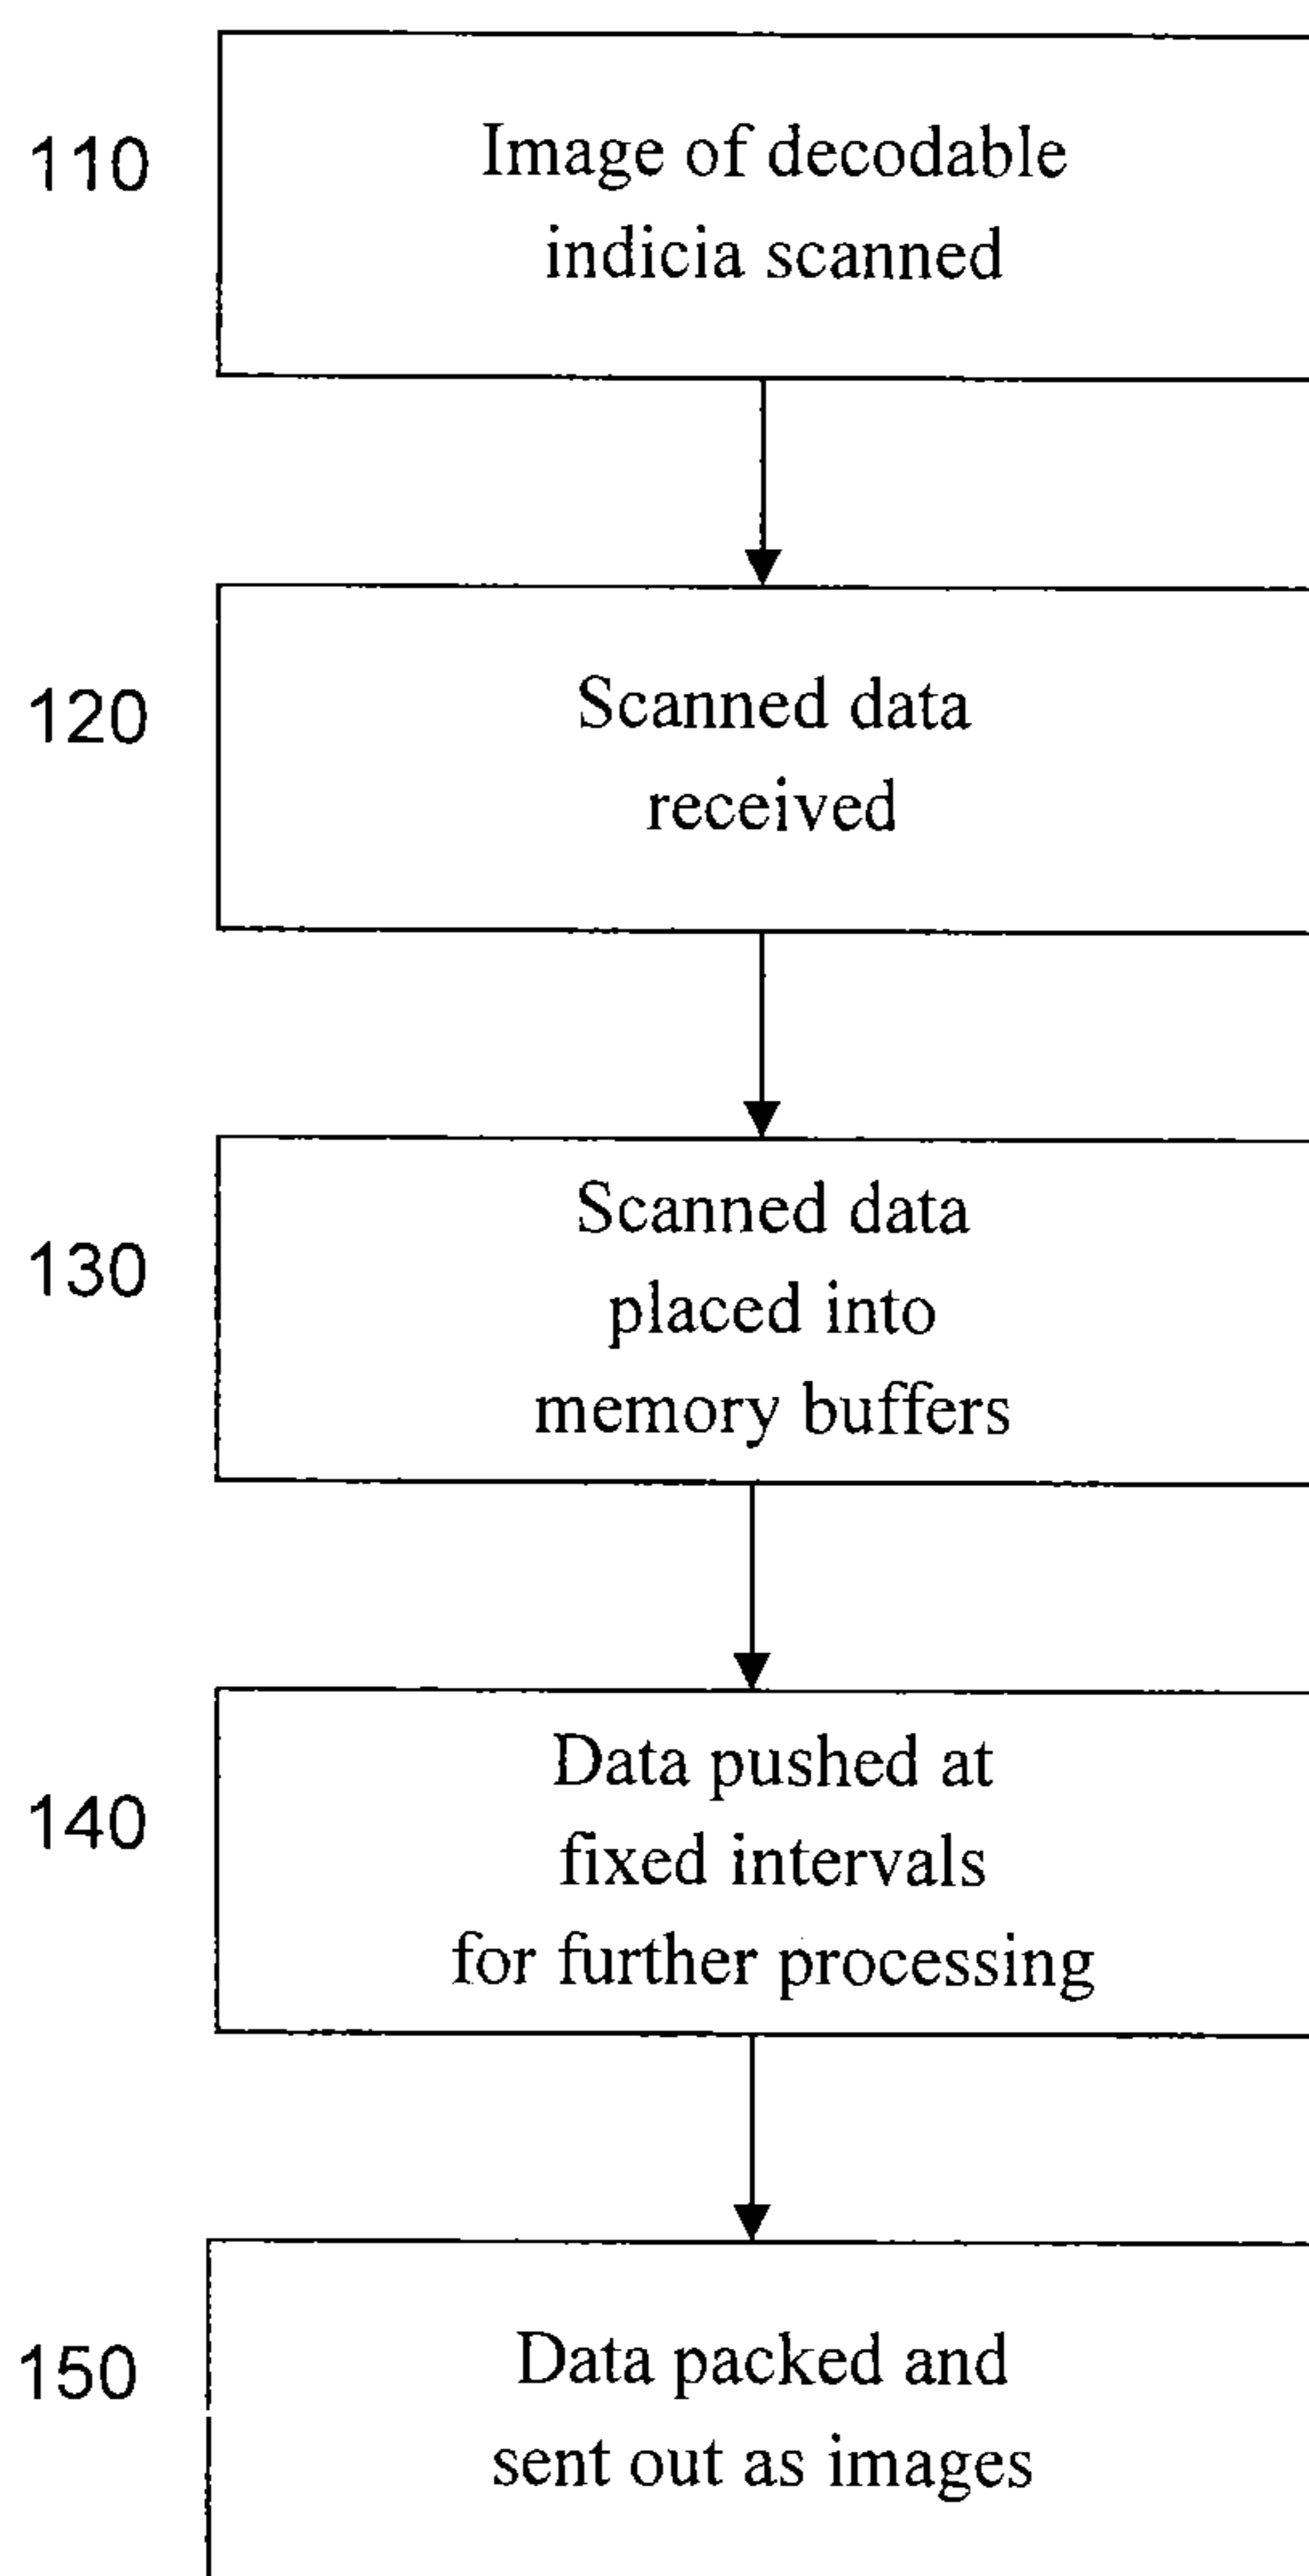 110
Image of decodable
indicia scanned
120
Scanned data
received
130
Scanned data
placed into
memory buffers
140
Data pushed at
fixed intervals
for further processing
150
Data packed and
sent out as images